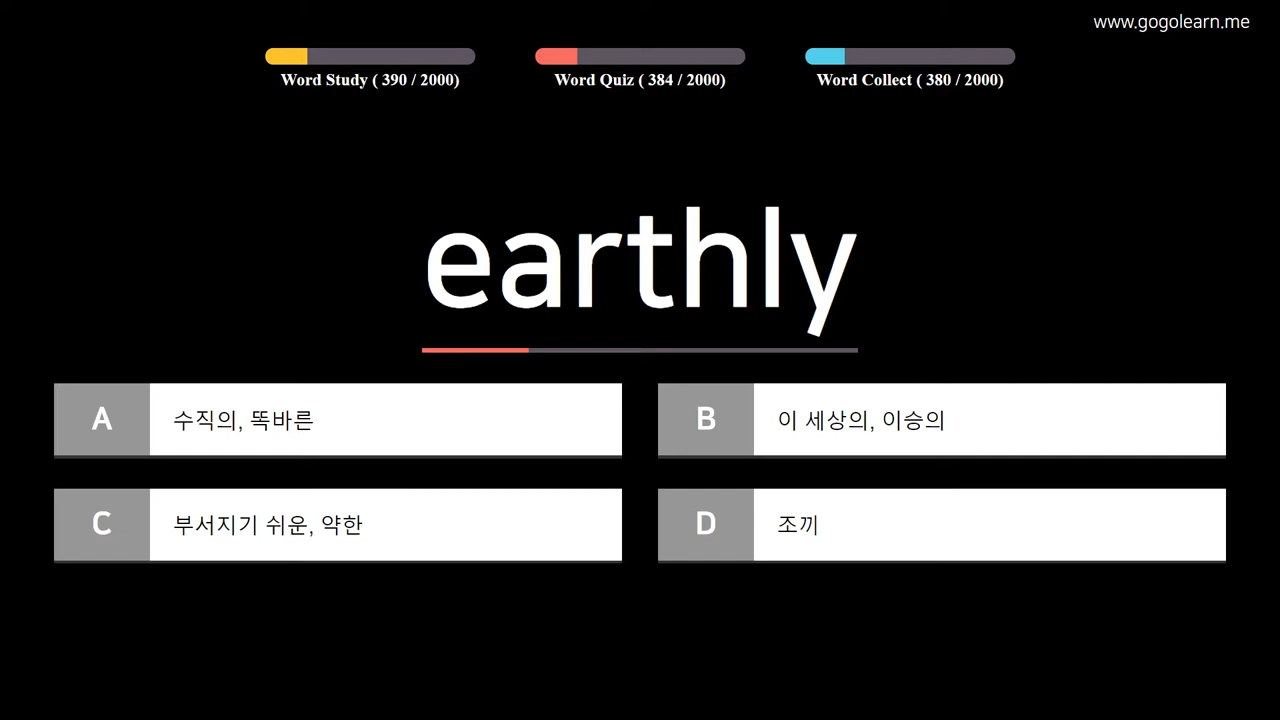 www.gogolearn.me
Word Study ( 390 / 2000)
Word Quiz ( 384 / 2000)
Word Collect ( 380 / 2000)
earthly
A 수직의, 똑바른
B 이 세상의, 이승의
C 부서지기 쉬운, 약한
D 조끼